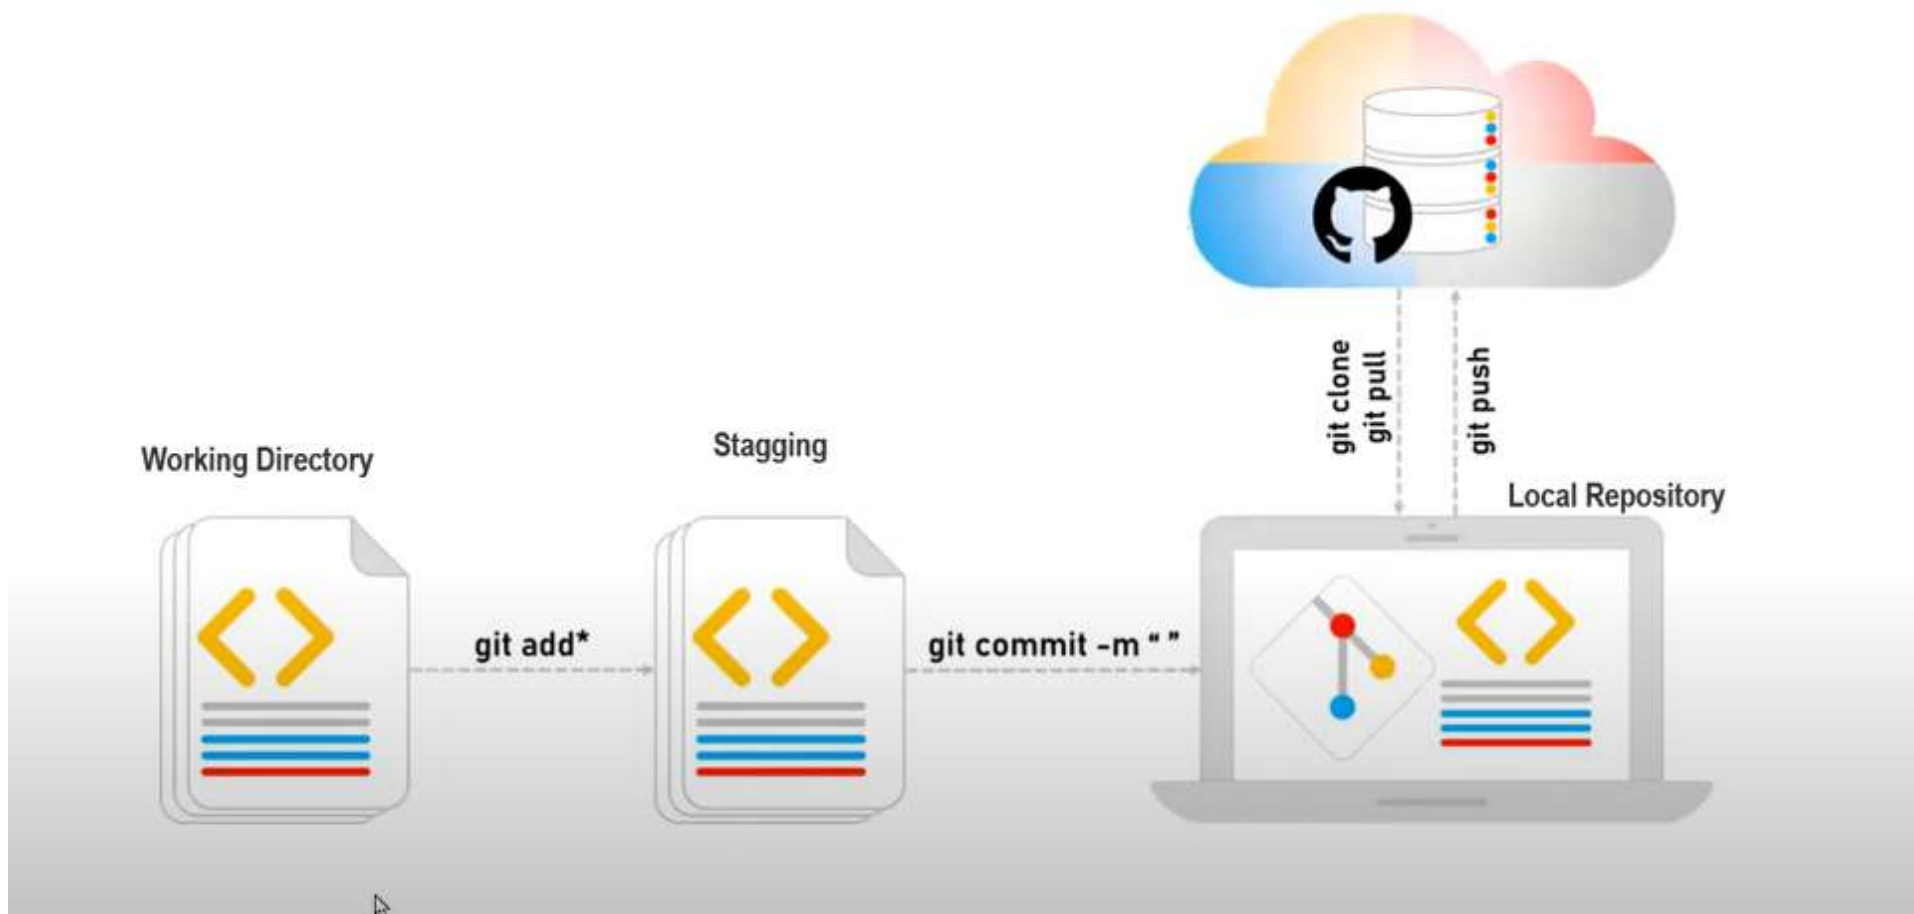 Working Directory
Stagging
git clone
git pull
git push
Local Repository
git add*
git commit -m “ ”